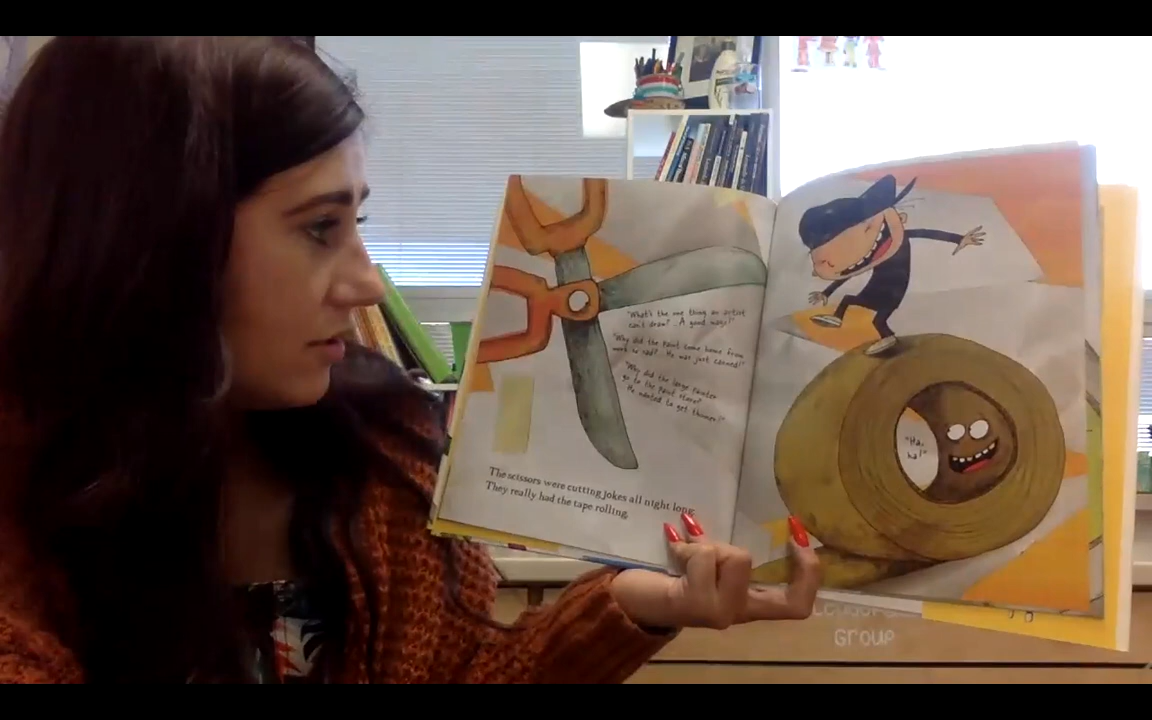 "What's the one thing an artist
can't draw? ...A good nap!"
"Why did the paint come home from
work so sad? ...He was just canned!"
"Why did the large painter
go to the paint store?
He wanted to get thinner!"
The scissors were cutting jokes all night long.
They really had the tape rolling.
"Ha,
ha!"
GROUP